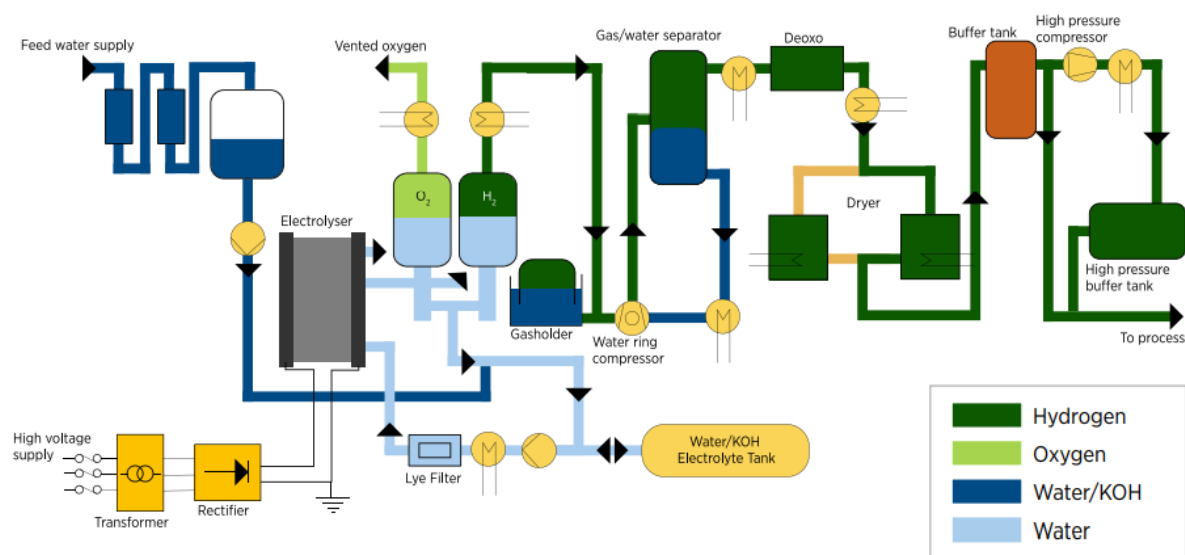 Feed water supply
Vented oxygen
Gas/water separator
Deoxo
Buffer tank
High pressure
compressor
O2
H2
Electrolyser
Dryer
Gasholder
Water ring
compressor
High pressure
buffer tank
To process
High voltage
supply
Transformer
Rectifier
Lye Filter
Water/KOH
Electrolyte Tank
Hydrogen
Oxygen
Water/KOH
Water